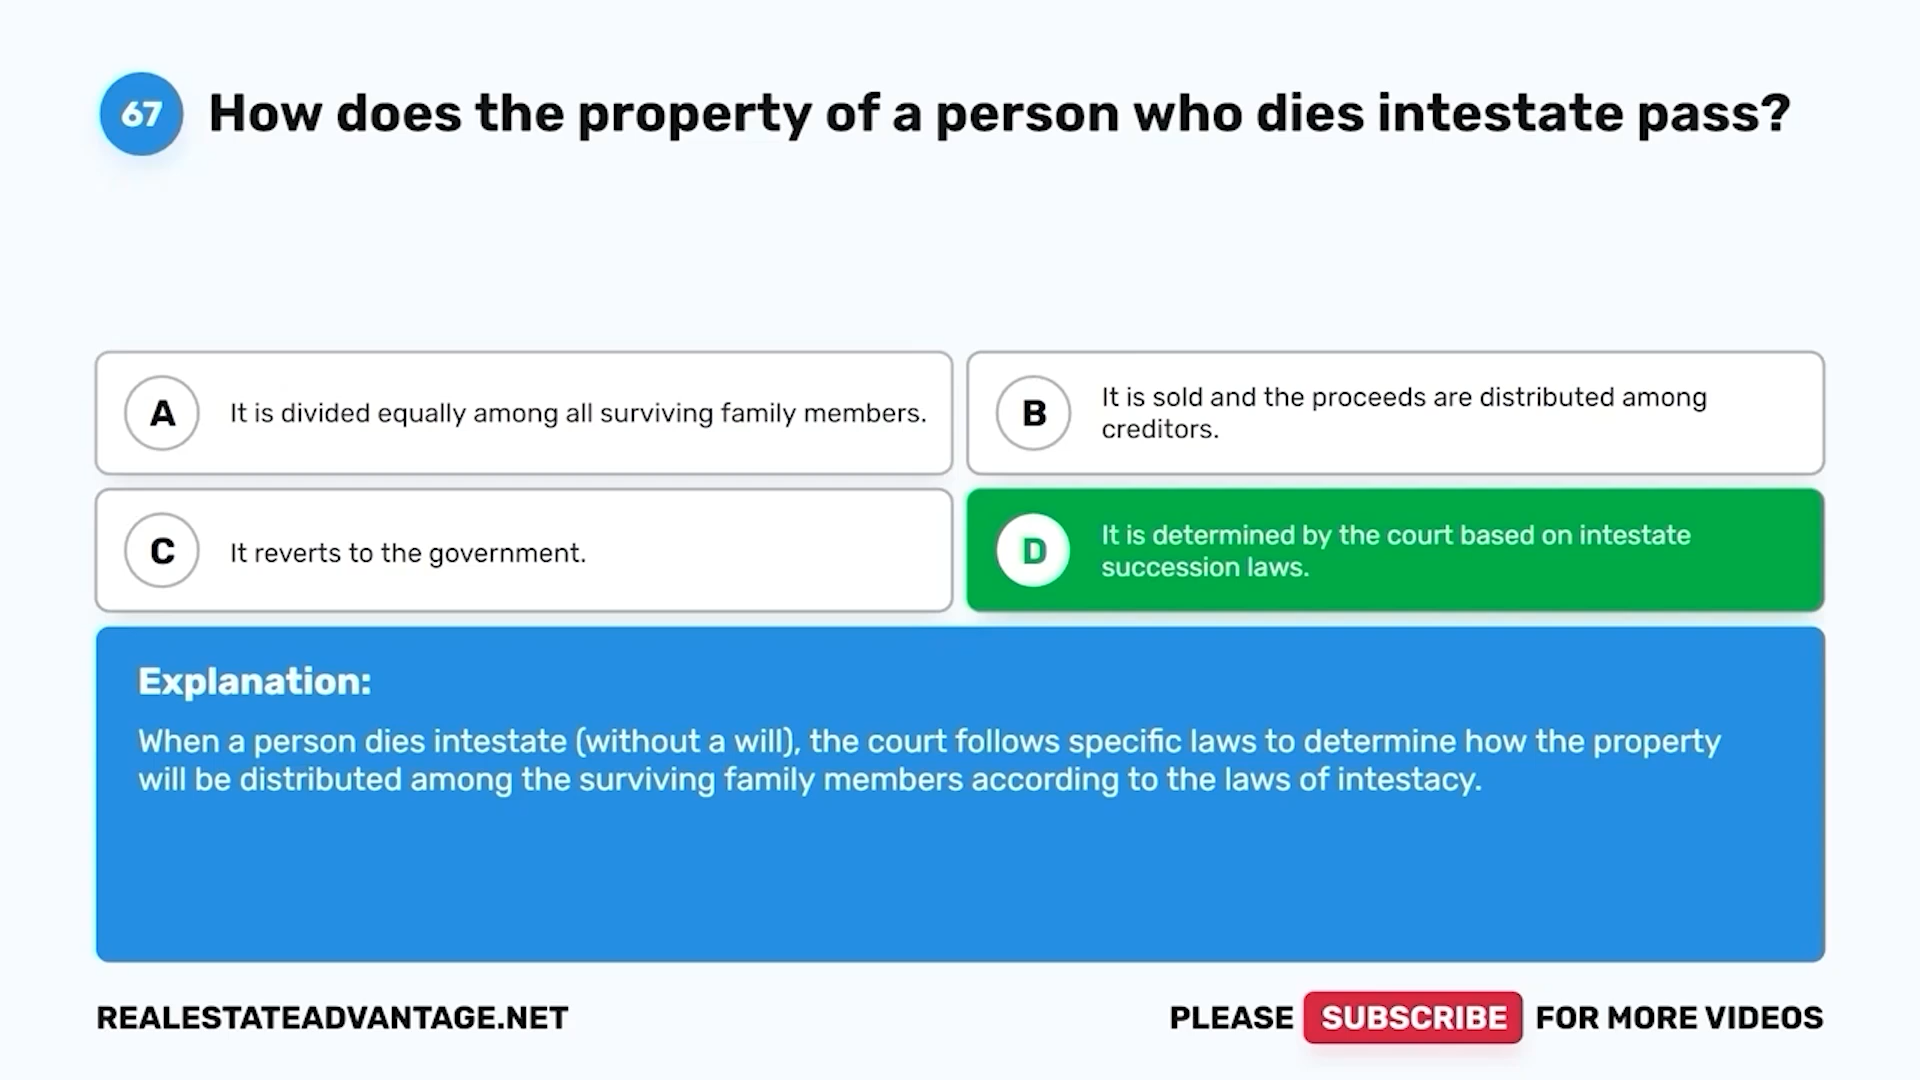 67 How does the property of a person who dies intestate pass?
A It is divided equally among all surviving family members.
B It is sold and the proceeds are distributed among
creditors.
C It reverts to the government.
D It is determined by the court based on intestate
succession laws.
Explanation:
When a person dies intestate (without a will), the court follows specific laws to determine how the property
will be distributed among the surviving family members according to the laws of intestacy.
REALESTATEADVANTAGE.NET
PLEASE SUBSCRIBE FOR MORE VIDEOS